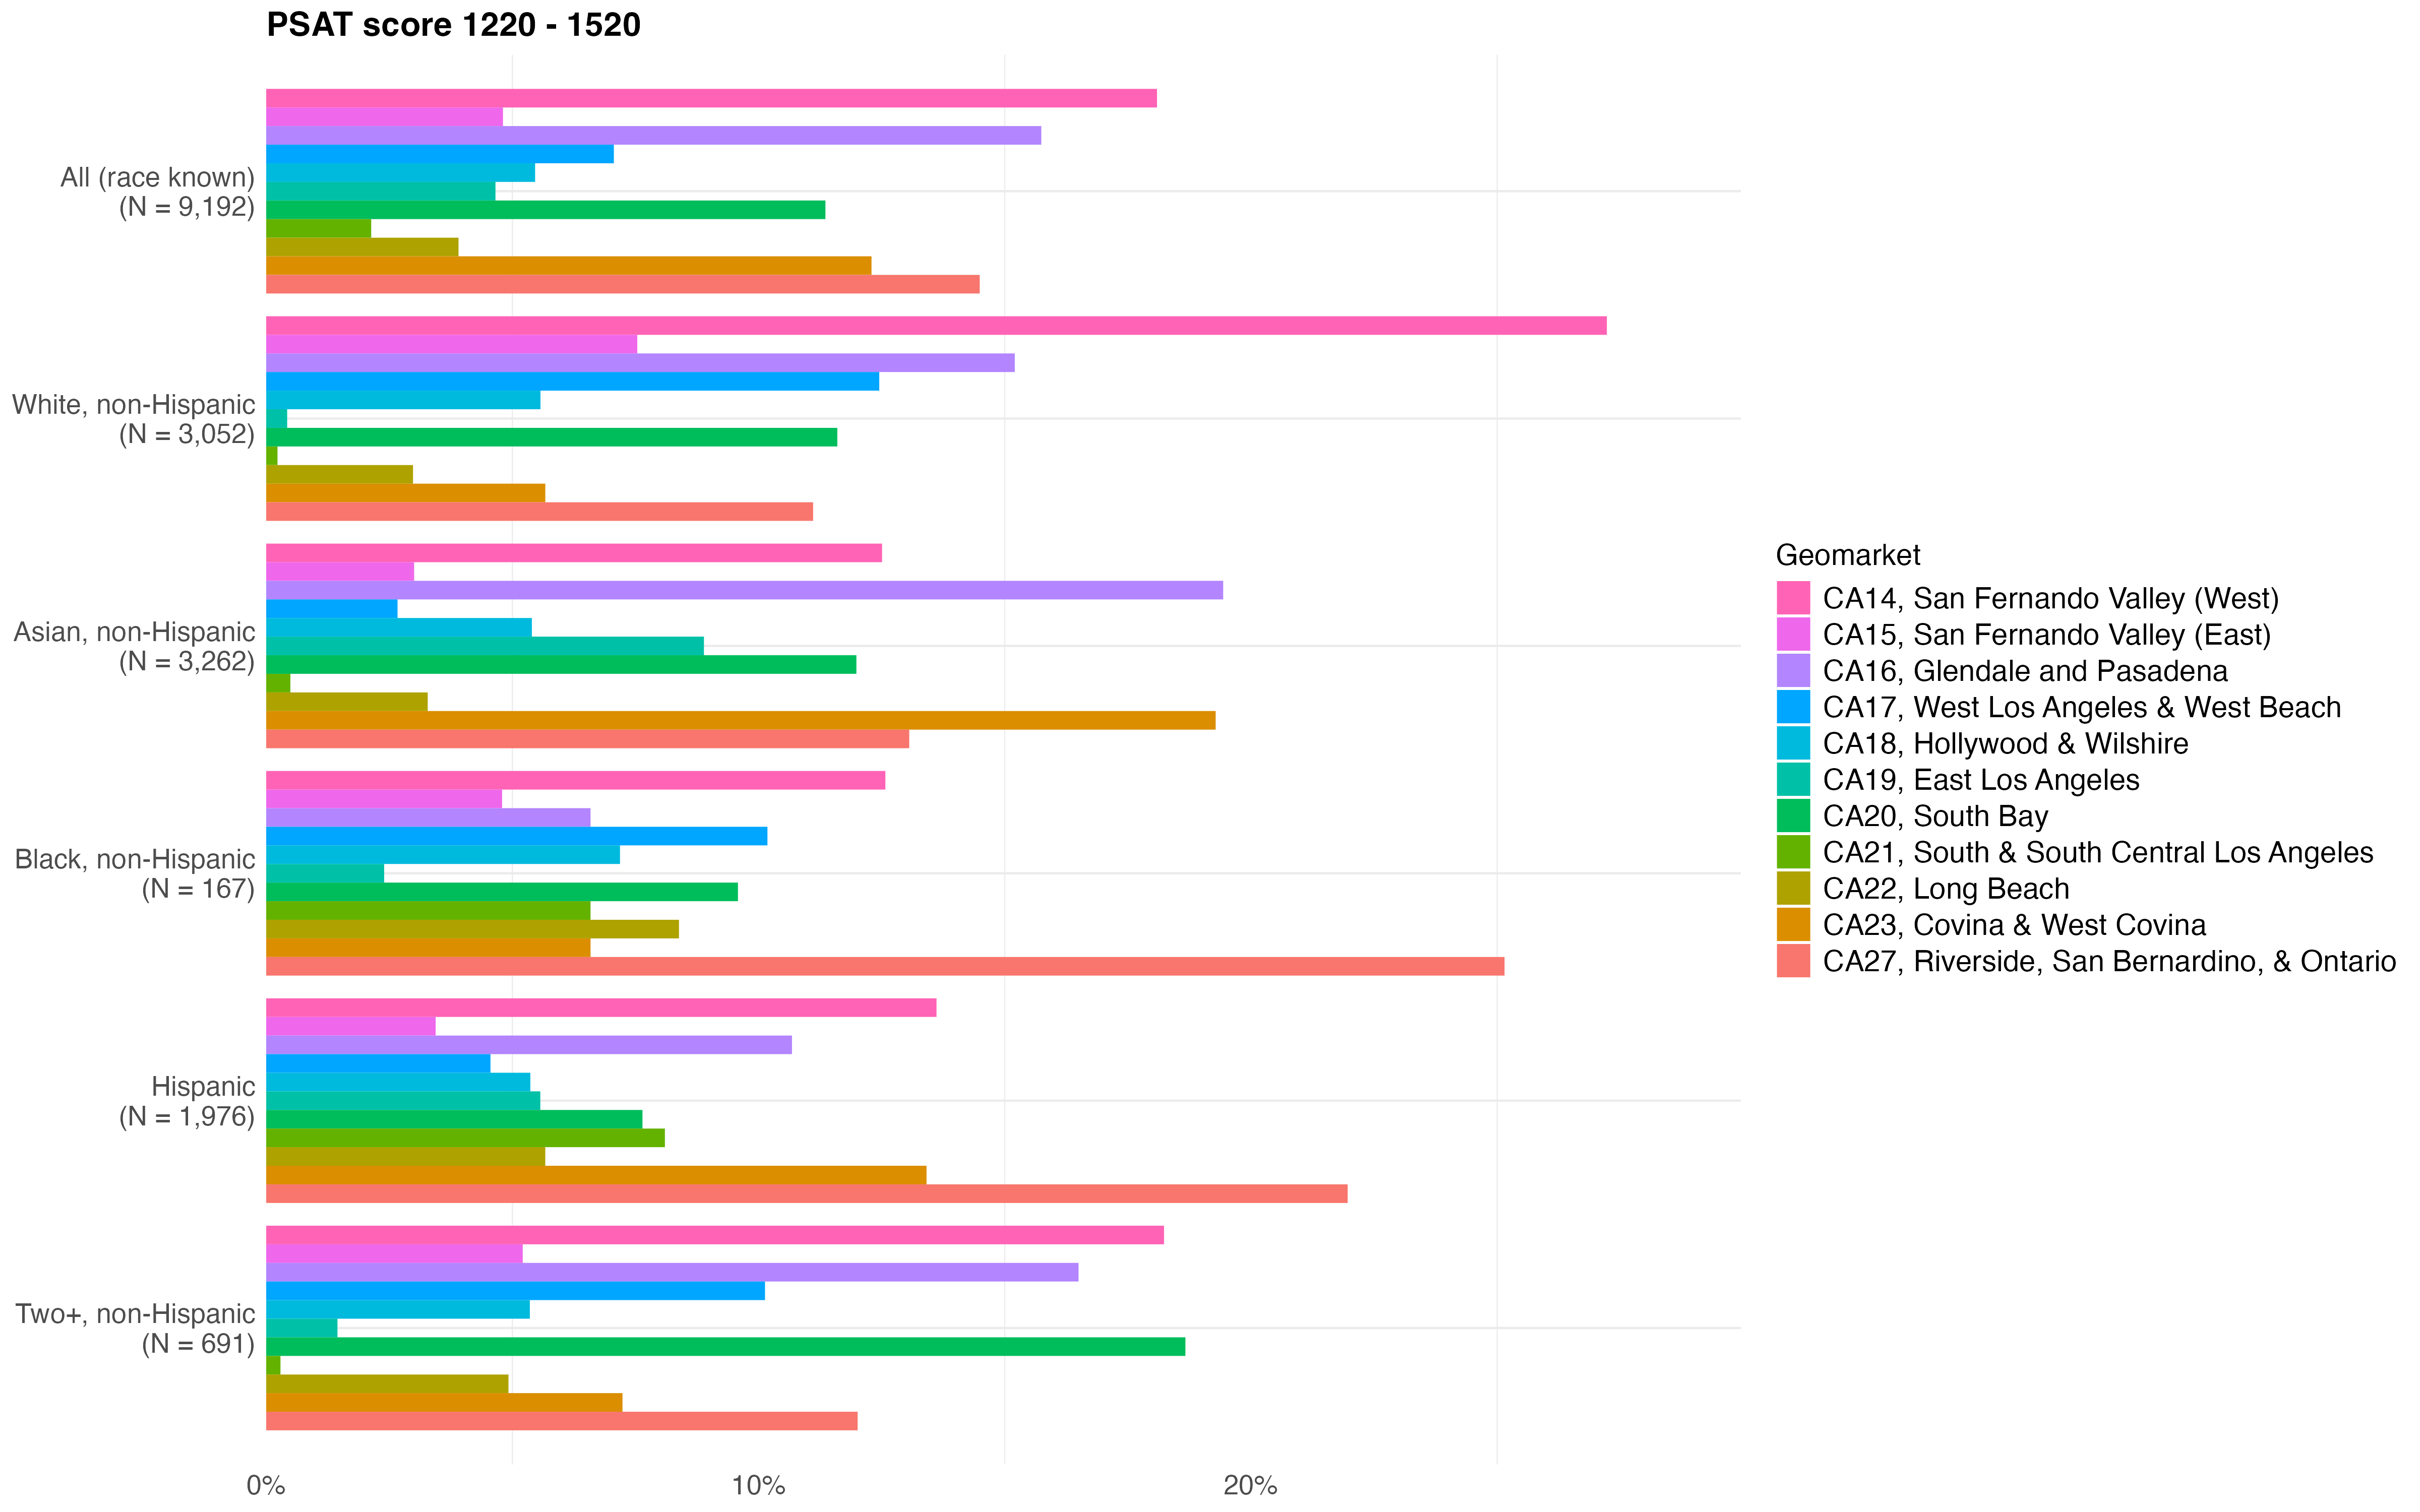 PSAT score 1220 - 1520
All (race known)
(N = 9,192)
White, non-Hispanic
(N = 3,052)
Asian, non-Hispanic
(N = 3,262)
Black, non-Hispanic
(N = 167)
Hispanic
(N = 1,976)
Two+, non-Hispanic
(N = 691)
0%
10%
20%
Geomarket
CA14, San Fernando Valley (West)
CA15, San Fernando Valley (East)
CA16, Glendale and Pasadena
CA17, West Los Angeles & West Beach
CA18, Hollywood & Wilshire
CA19, East Los Angeles
CA20, South Bay
CA21, South & South Central Los Angeles
CA22, Long Beach
CA23, Covina & West Covina
CA27, Riverside, San Bernardino, & Ontario